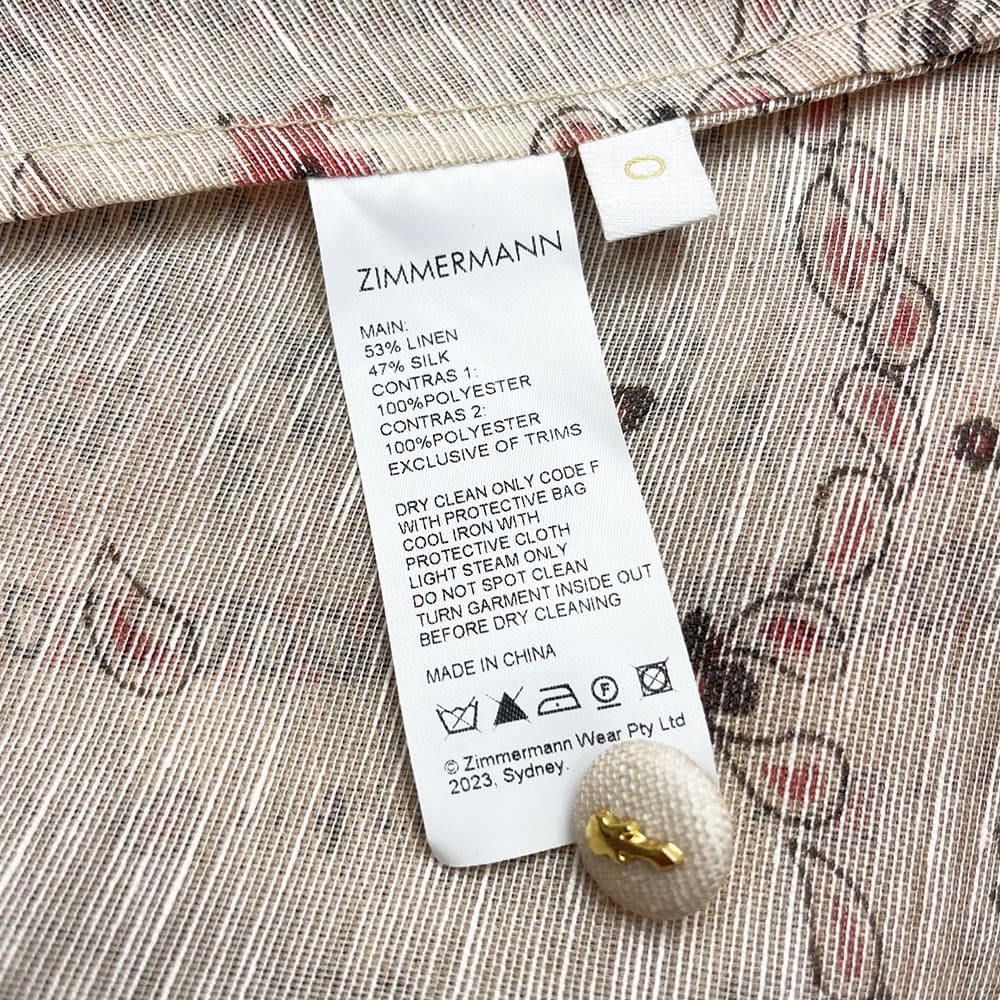 0
ZIMMERMANN
MAIN:
53% LINEN
47% SILK
CONTRAS 1:
100%POLYESTER
CONTRAS 2:
100%POLYESTER
EXCLUSIVE OF TRIMS
DRY CLEAN ONLY CODE F
WITH PROTECTIVE BAG
COOL IRON WITH
PROTECTIVE CLOTH
LIGHT STEAM ONLY
DO NOT SPOT CLEAN
TURN GARMENT INSIDE OUT
BEFORE DRY CLEANING
MADE IN CHINA
F
© Zimmermann Wear Pty Ltd
2023, Sydney.